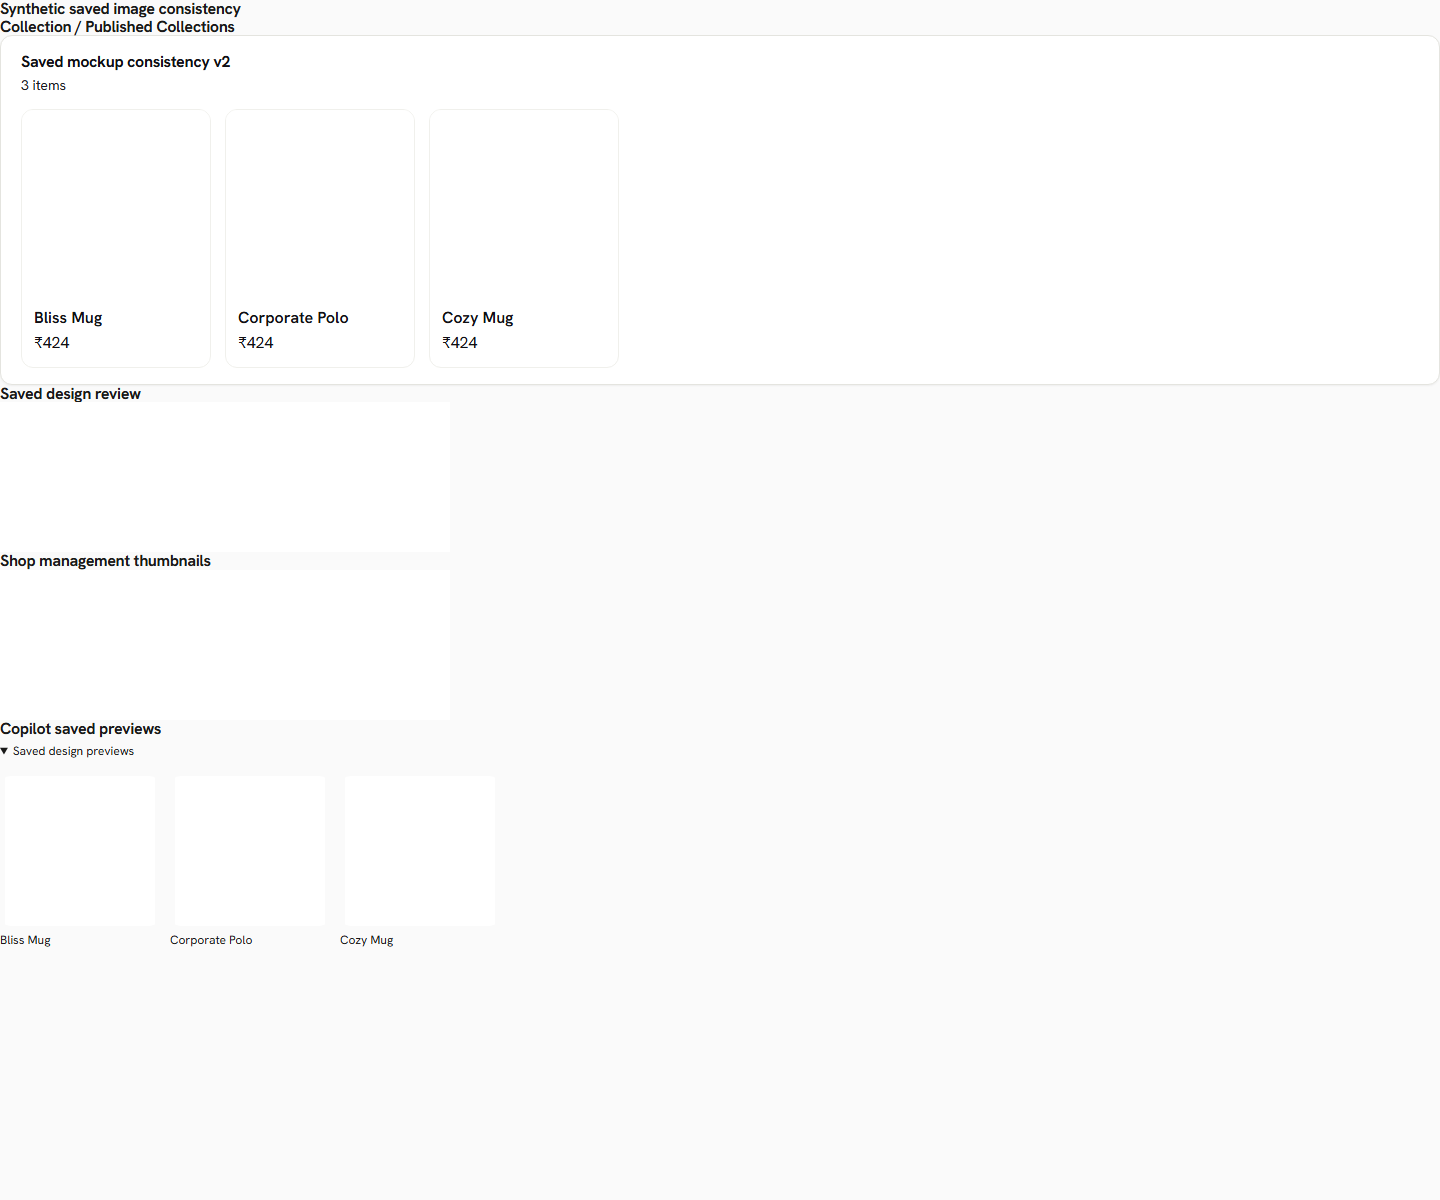 Synthetic saved image consistency
Collection / Published Collections
Saved mockup consistency v2
3 items
Bliss Mug
₹424
Corporate Polo
₹424
Cozy Mug
₹424
Saved design review
Shop management thumbnails
Copilot saved previews
▼ Saved design previews
Bliss Mug
Corporate Polo
Cozy Mug